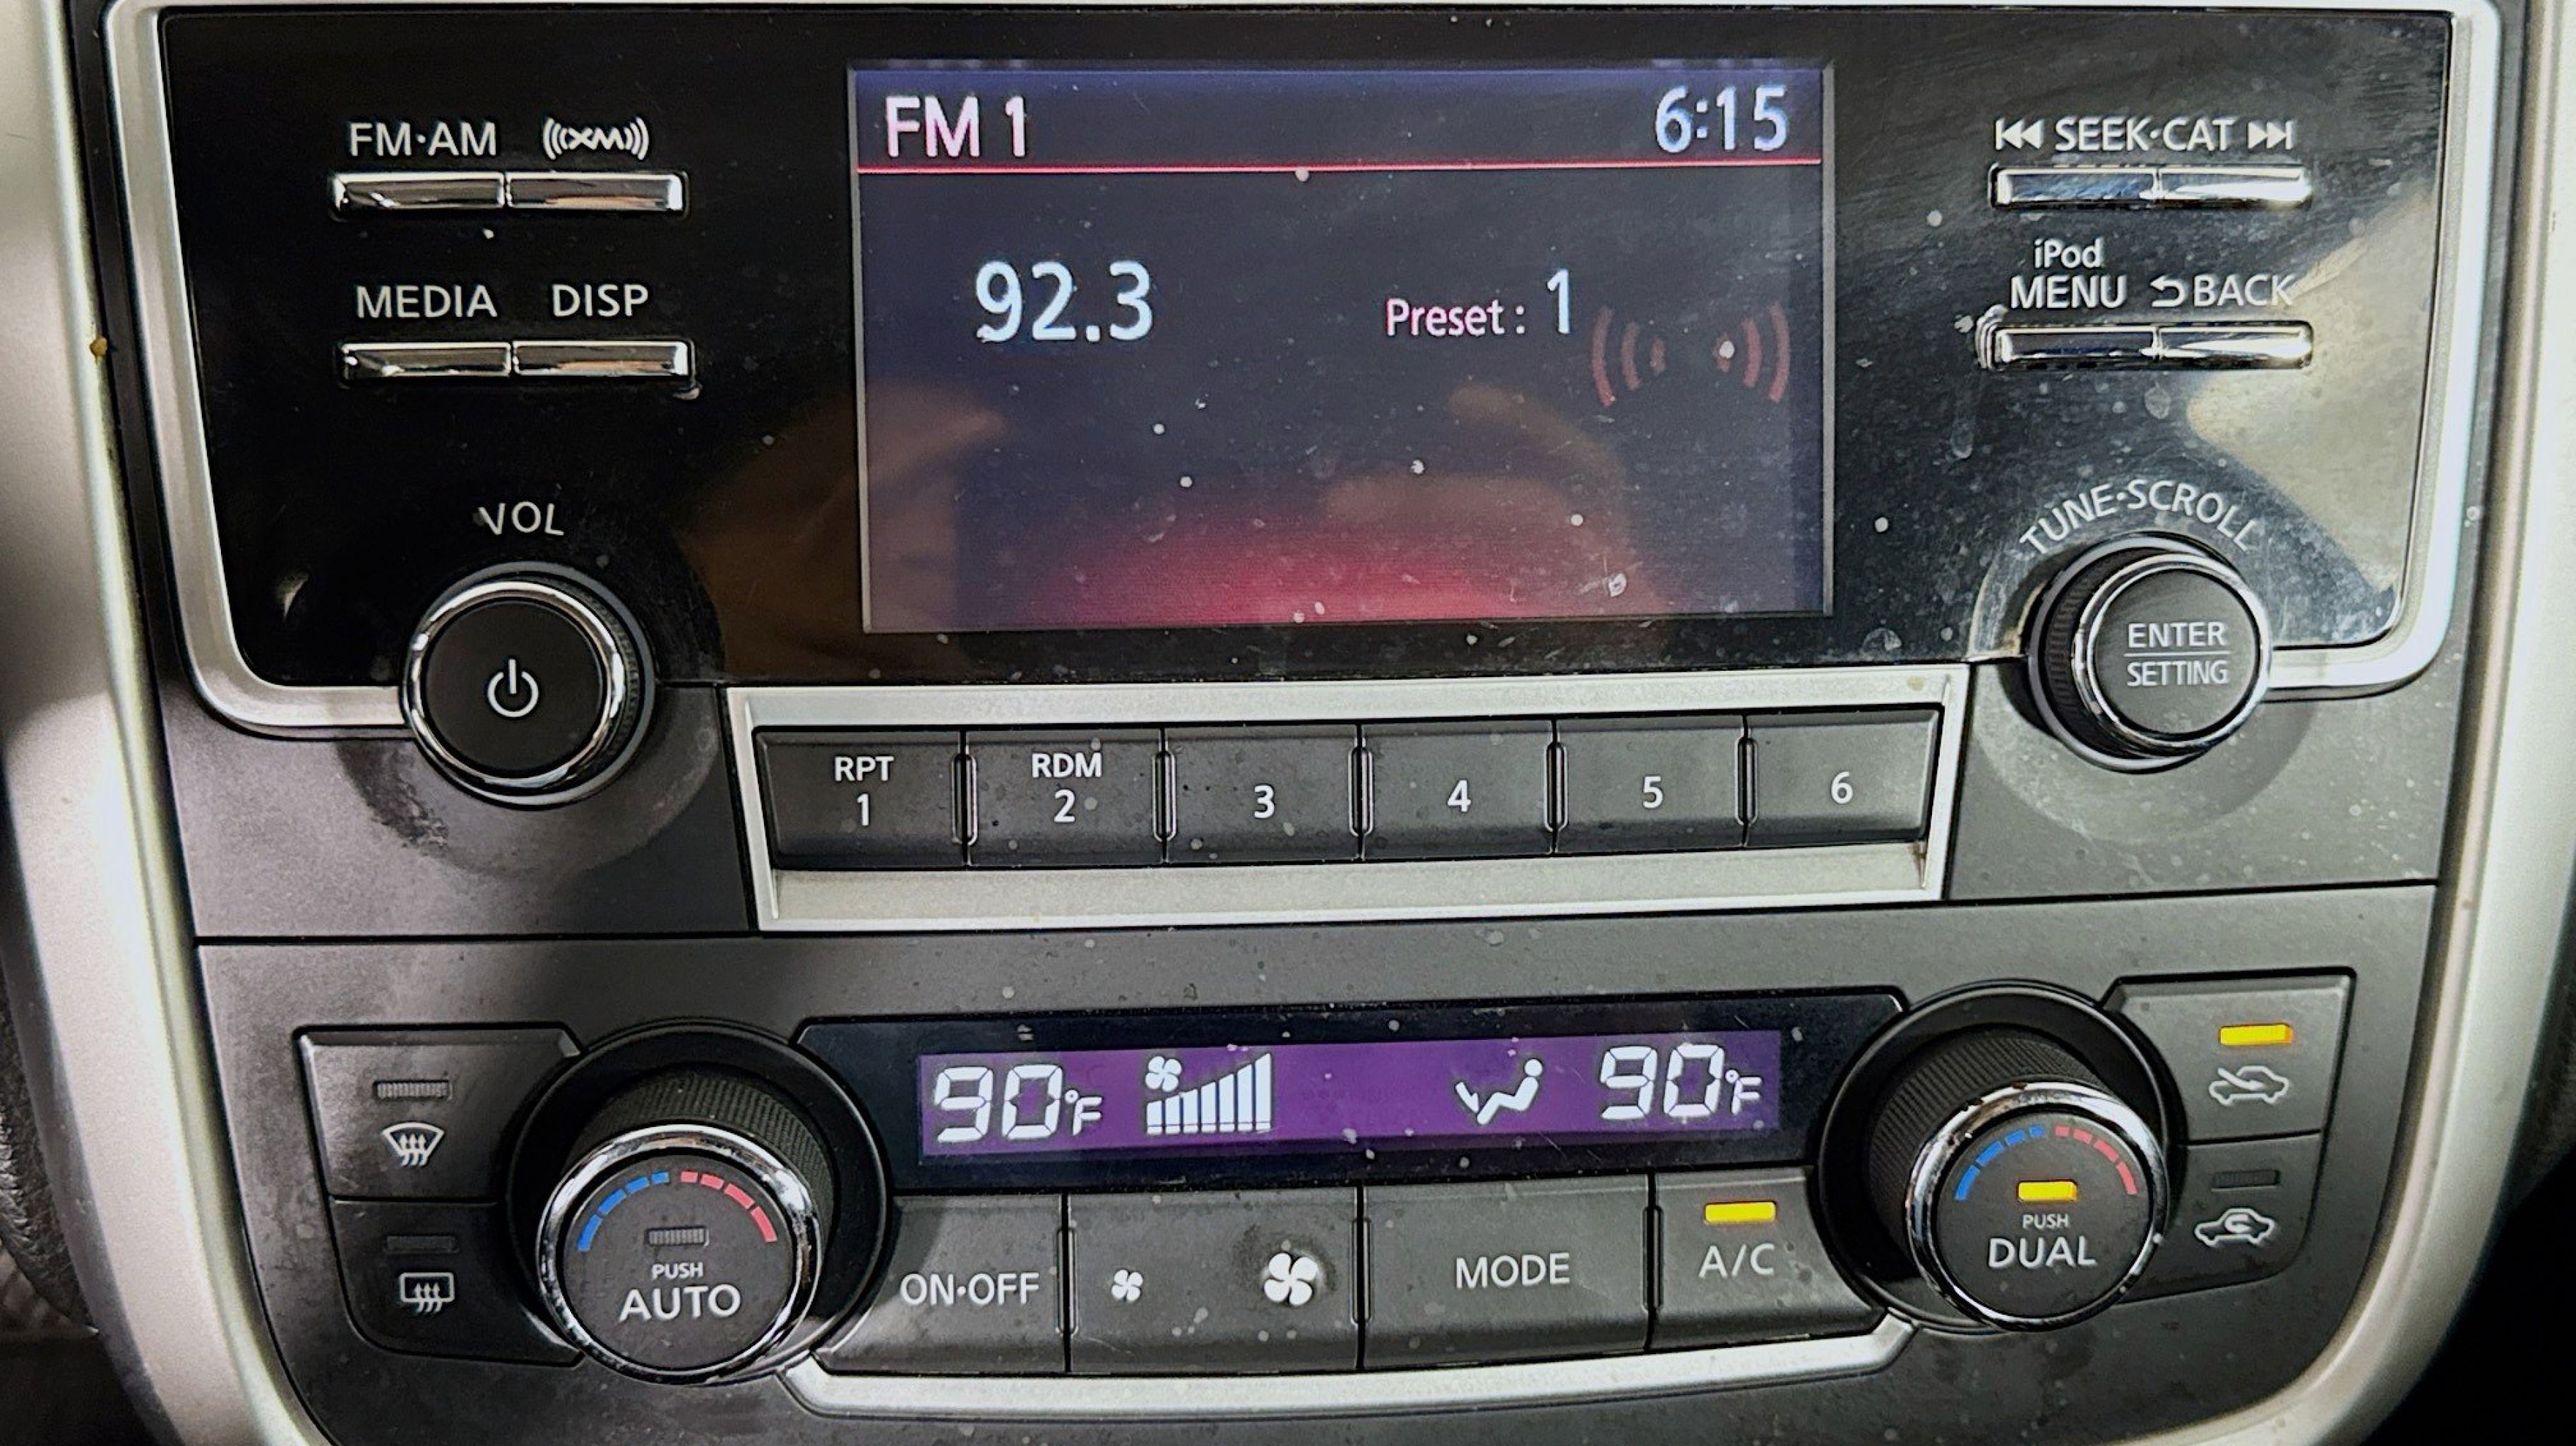 FM·AM
XM
FM 1
6:15
SEEK·CAT
92.3
Preset : 1
MEDIA
DISP
iPod
MENU
BACK
VOL
TUNE·SCROLL
ENTER
SETTING
RPT
1
RDM
2
3
4
5
6
90°F
90°F
PUSH
AUTO
ON·OFF
MODE
A/C
PUSH
DUAL